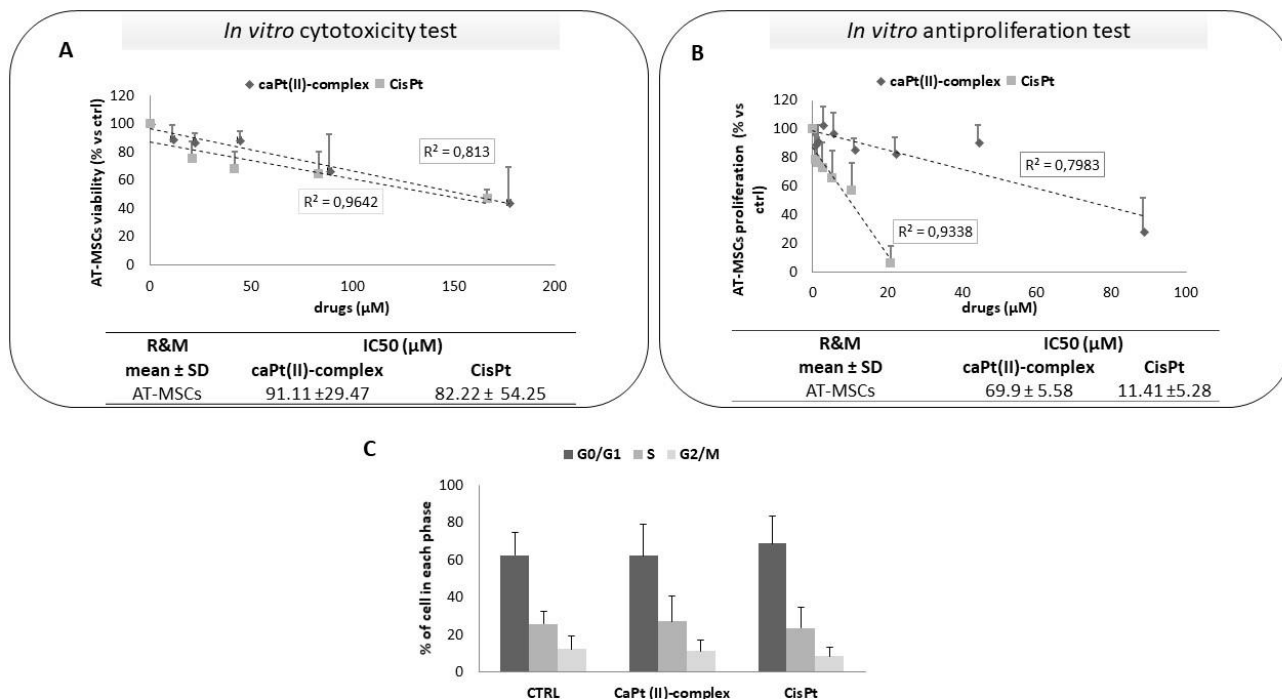 In vitro cytotoxicity test
A
caPt(II)-complex CisPt
AT-MSCs viability (% vs ctrl)
120
100
80
60
40
20
0
R² = 0,813
R² = 0,9642
0 50 100 150 200
drugs (µM)
R&M IC50 (µM)
mean ± SD caPt(II)-complex CisPt
AT-MSCs 91.11 ±29.47 82.22 ± 54.25
In vitro antiproliferation test
B
caPt(II)-complex CisPt
AT-MSCs proliferation (% vs
ctrl)
120
100
80
60
40
20
0
R² = 0,7983
R² = 0,9338
0 20 40 60 80 100
drugs (µM)
R&M IC50 (µM)
mean ± SD caPt(II)-complex CisPt
AT-MSCs 69.9 ± 5.58 11.41 ±5.28
C
G0/G1 S G2/M
% of cell in each phase
100
80
60
40
20
0
CTRL CaPt (II)-complex CisPt